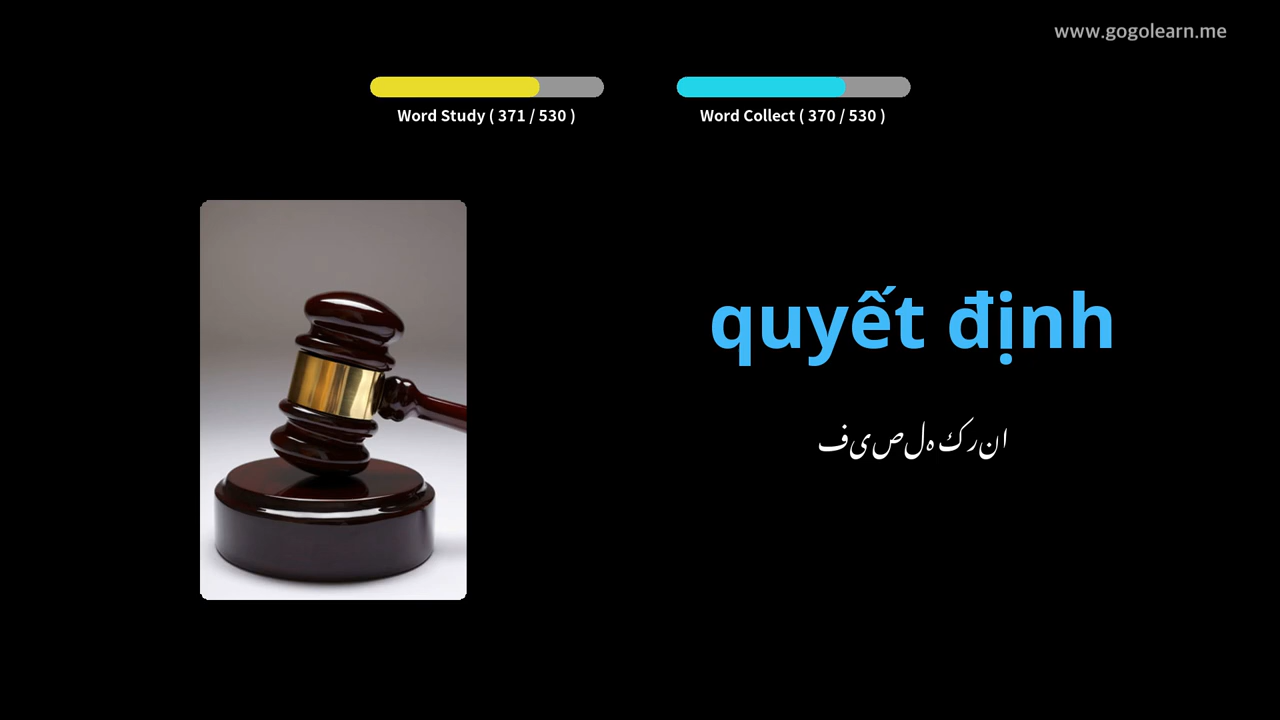 www.gogolearn.me
Word Study ( 371 / 530 )
Word Collect ( 370 / 530 )
quyết định
فیصلہ کرنا